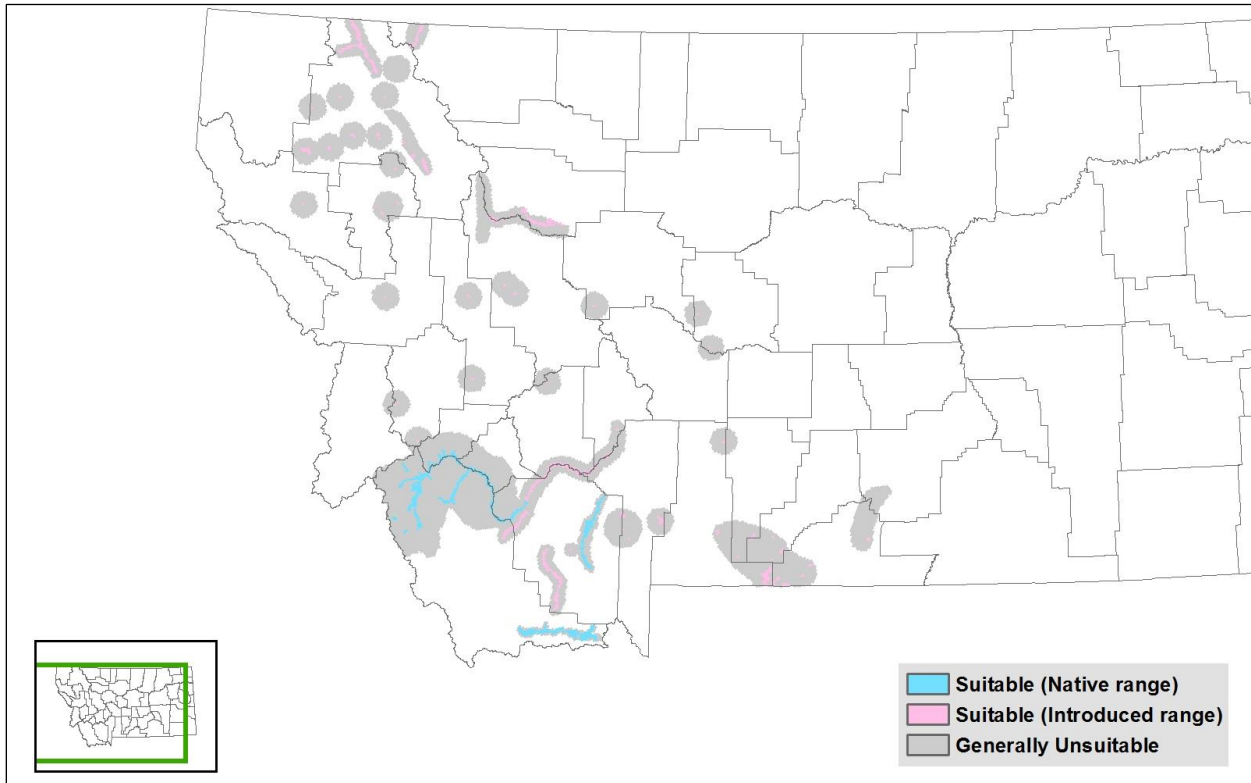 Suitable (Native range)
Suitable (Introduced range)
Generally Unsuitable